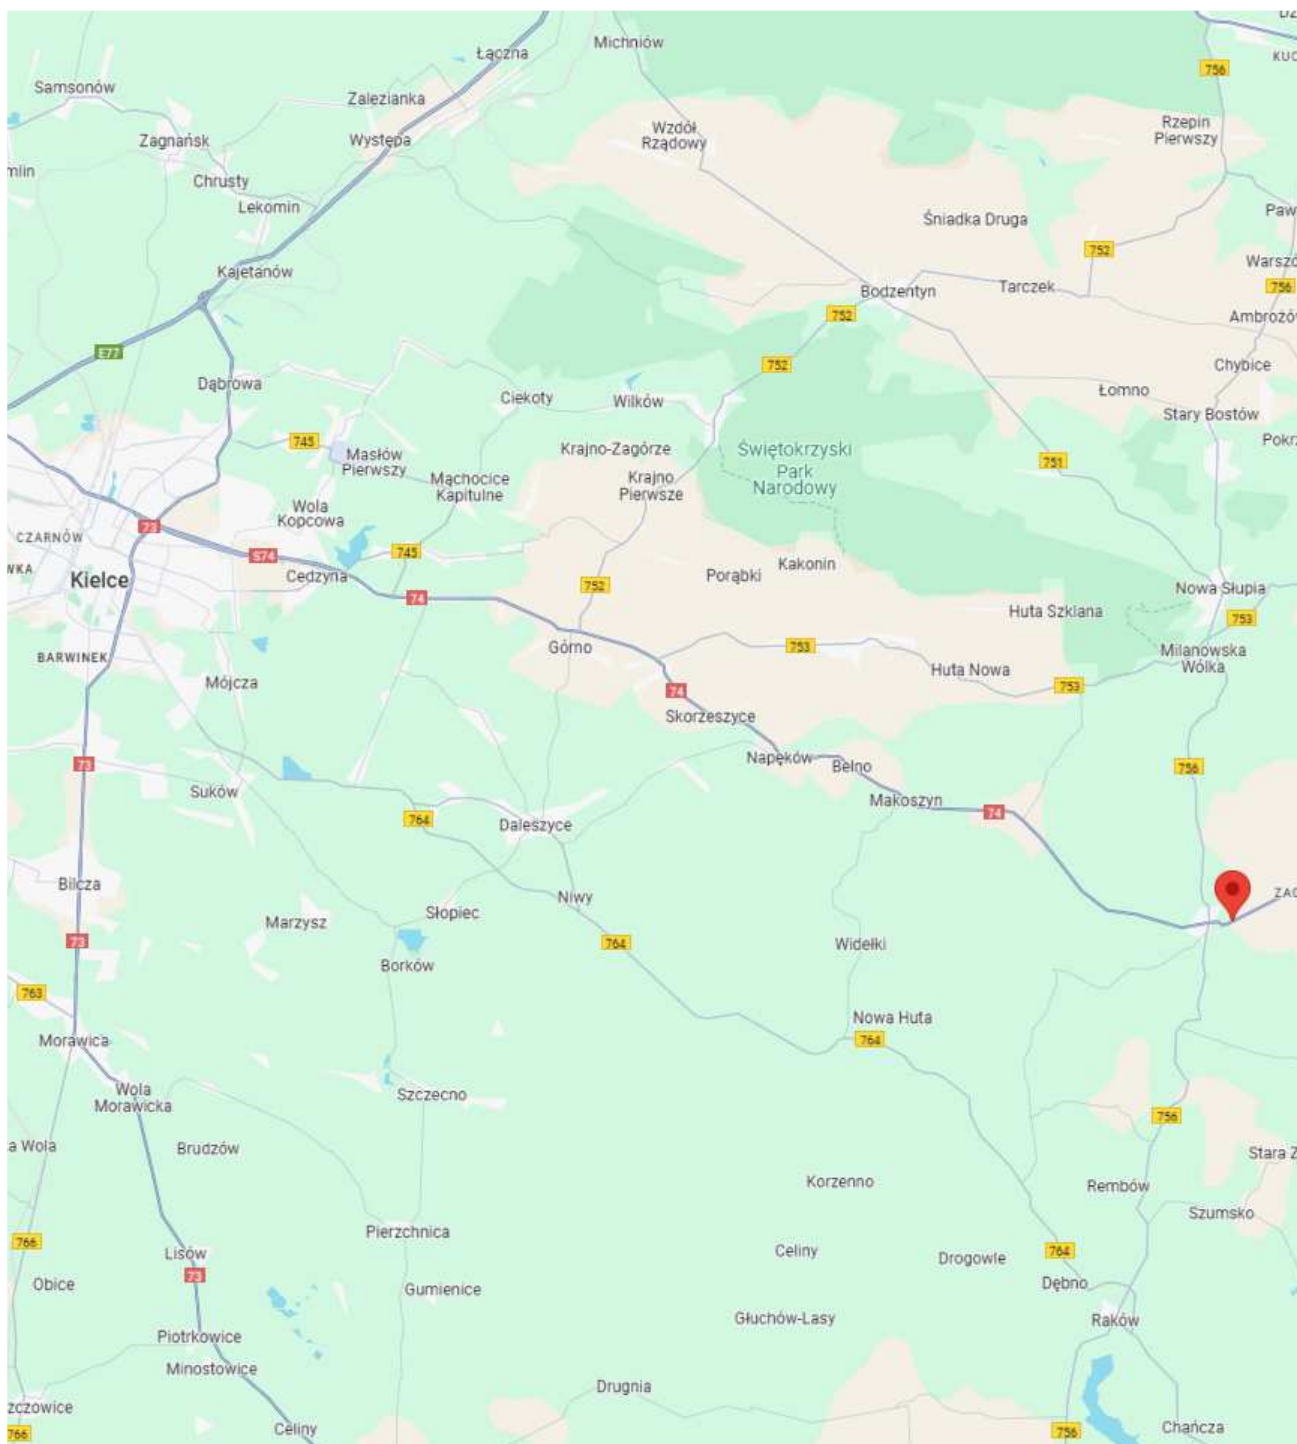 Łączna
Michniów
756
Samsonów
Zalezianka
Zagnańsk
Występa
Wzdół
Rządowy
Rzepin
Pierwszy
Chrusty
Lekomin
Śniadka Druga
752
Kajetanów
Bodzentyn
Tarczek
756
752
E77
752
Dąbrowa
Ciekoty
Wilków
Chybice
Łomno
Stary Bostów
745
Masłów
Pierwszy
Krajno-Zagórze
Świętokrzyski
Park
Narodowy
751
Mąchocice
Kapitulne
Krajno
Pierwsze
Wola
Kopcowa
73
CZARNÓW
S74
745
Kielce
Cedzyna
74
752
Porąbki
Kakonin
Nowa Słupia
Huta Szklana
753
BARWINEK
Górno
753
Milanowska
Wólka
Mójcza
Huta Nowa
753
74
Skorzeszyce
73
Napęków
Belno
756
Suków
Makoszyn
74
764
Daleszyce
Bilcza
Niwy
Marzysz
Słopiec
73
764
Widełki
Borków
763
Nowa Huta
764
Morawica
Wola
Morawicka
Szczecno
756
Brudzów
Korzenno
Rembów
Szumsko
766
Pierzchnica
Lisów
Celiny
Drogowle
764
73
Obice
Gumienice
Dębno
Głuchów-Lasy
Raków
Piotrkowice
Minostowice
Drugnia
Celiny
Chańcza
756
766